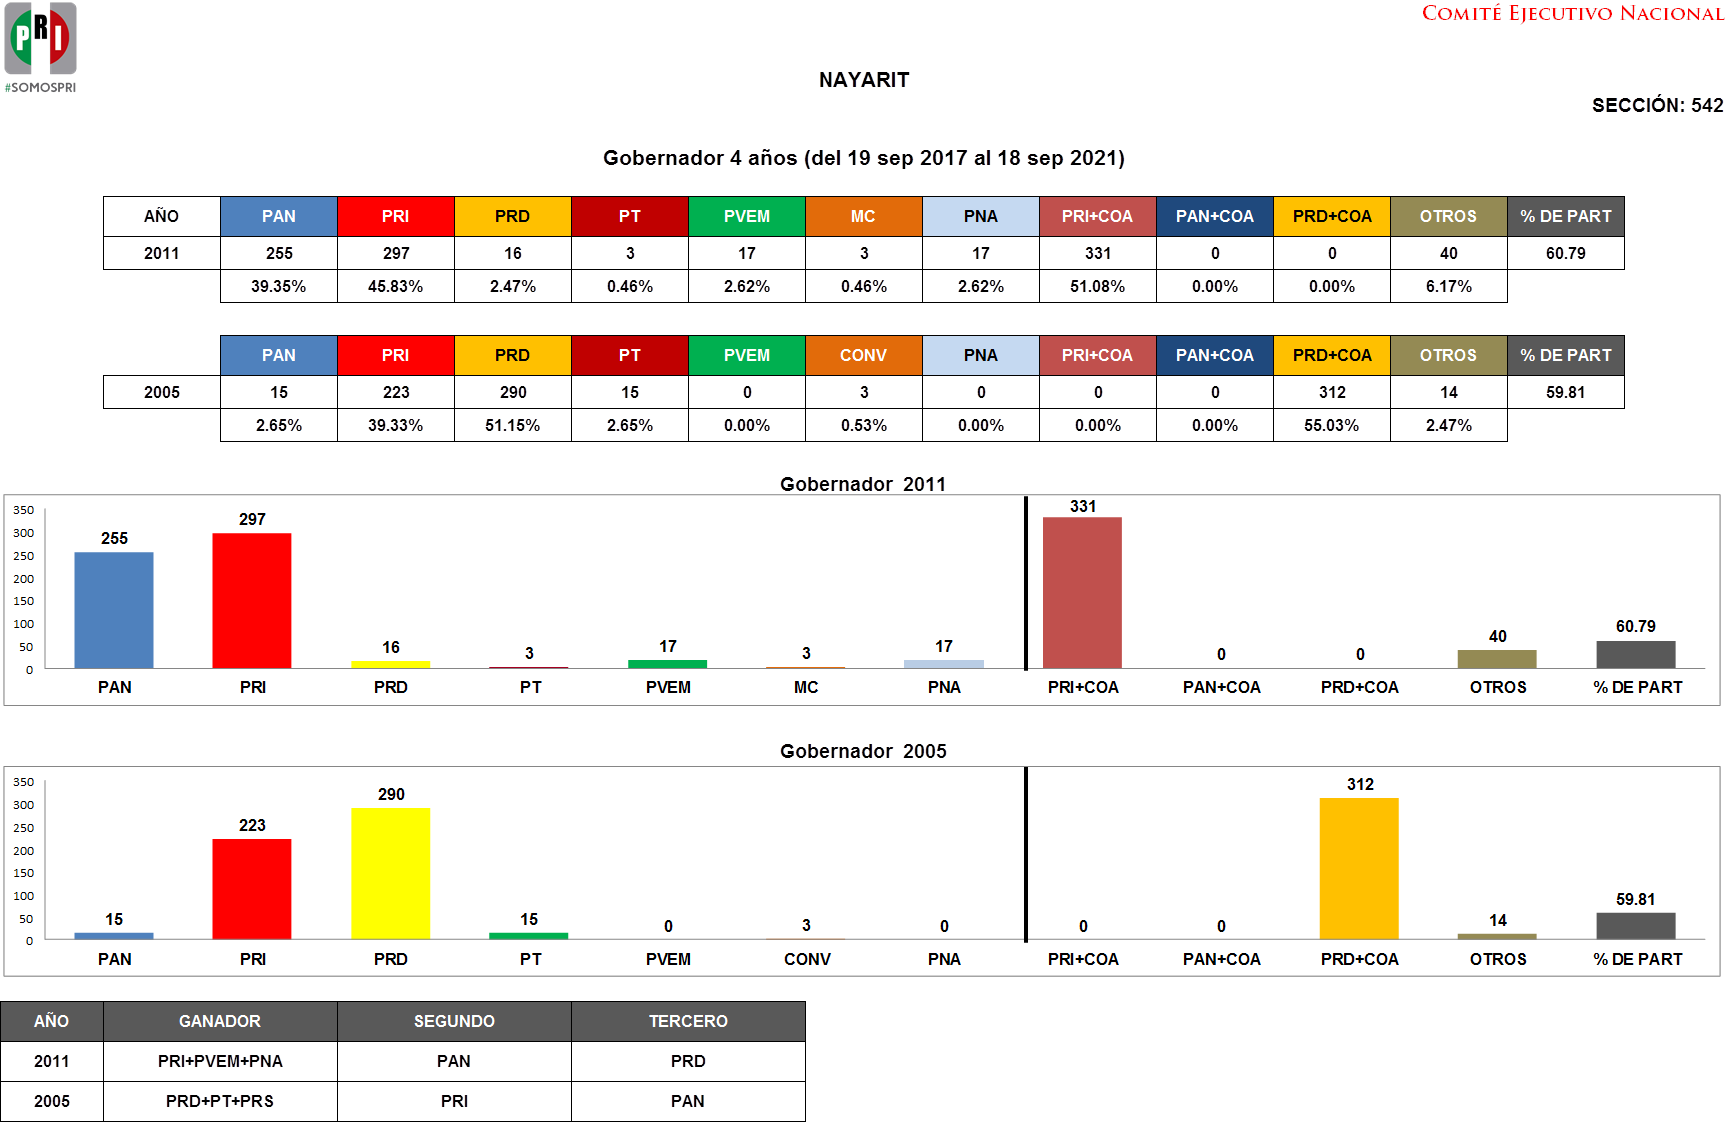 PRI
#SOMOSPRI
COMITÉ EJECUTIVO NACIONAL
NAYARIT
SECCIÓN: 542
Gobernador 4 años (del 19 sep 2017 al 18 sep 2021)
AÑO PAN PRI PRD PT PVEM MC PNA PRI+COA PAN+COA PRD+COA OTROS % DE PART
2011 255 297 16 3 17 3 17 331 0 0 40 60.79
39.35% 45.83% 2.47% 0.46% 2.62% 0.46% 2.62% 51.08% 0.00% 0.00% 6.17%
PAN PRI PRD PT PVEM CONV PNA PRI+COA PAN+COA PRD+COA OTROS % DE PART
2005 15 223 290 15 0 3 0 0 0 312 14 59.81
2.65% 39.33% 51.15% 2.65% 0.00% 0.53% 0.00% 0.00% 0.00% 55.03% 2.47%
Gobernador 2011
350
300
250
200
150
100
50
0
255 297 16 3 17 3 17 331 0 0 40 60.79
PAN PRI PRD PT PVEM MC PNA PRI+COA PAN+COA PRD+COA OTROS % DE PART
Gobernador 2005
350
300
250
200
150
100
50
0
15 223 290 15 0 3 0 0 0 312 14 59.81
PAN PRI PRD PT PVEM CONV PNA PRI+COA PAN+COA PRD+COA OTROS % DE PART
AÑO GANADOR SEGUNDO TERCERO
2011 PRI+PVEM+PNA PAN PRD
2005 PRD+PT+PRS PRI PAN